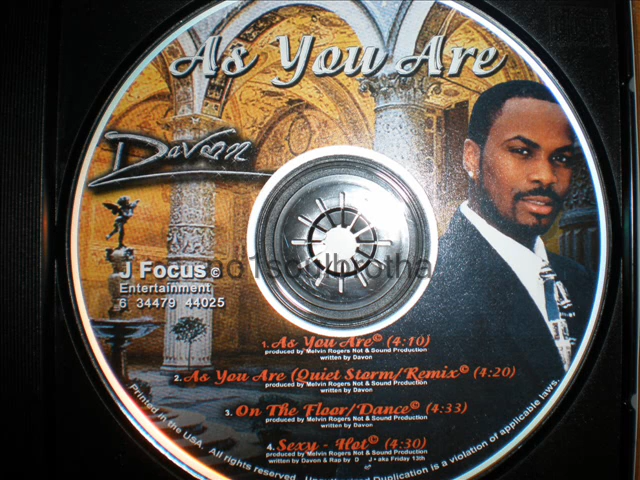 As You Are
Davon
J Focus©
Entertainment
6 34479 44025
1. As You Are© (4:10)
produced by Melvin Rogers Not & Sound Production
written by Davon
2. As You Are (Quiet Storm/Remix© (4:20)
produced by Melvin Rogers Not & Sound Production
written by Davon
3. On The Floor/Dance© (4:33)
produced by Melvin Rogers Not & Sound Production
written by Davon
4. Sexy - Hot© (4:30)
produced by Melvin Rogers Not & Sound Production
written by Davon & Rap by D J - aka Friday 13th
Printed in the USA. All rights reserved. Unauthorized Duplication is a violation of applicable laws.